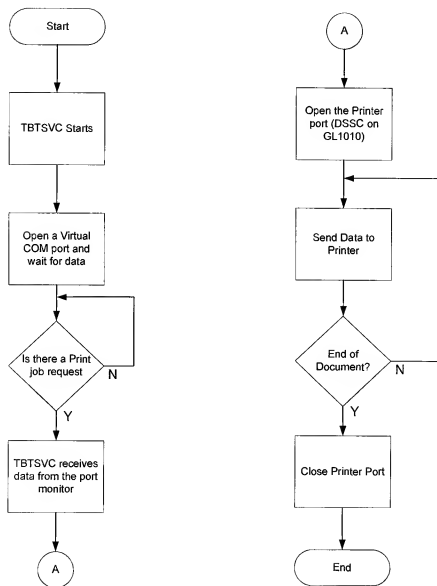 Start
TBTSVC Starts
Open a Virtual
COM port and
wait for data
Is there a Print
job request
N
Y
TBTSVC receives
data from the port
monitor
A
A
Open the Printer
port (DSSC on
GL1010)
Send Data to
Printer
End of
Document?
N
Y
Close Printer Port
End